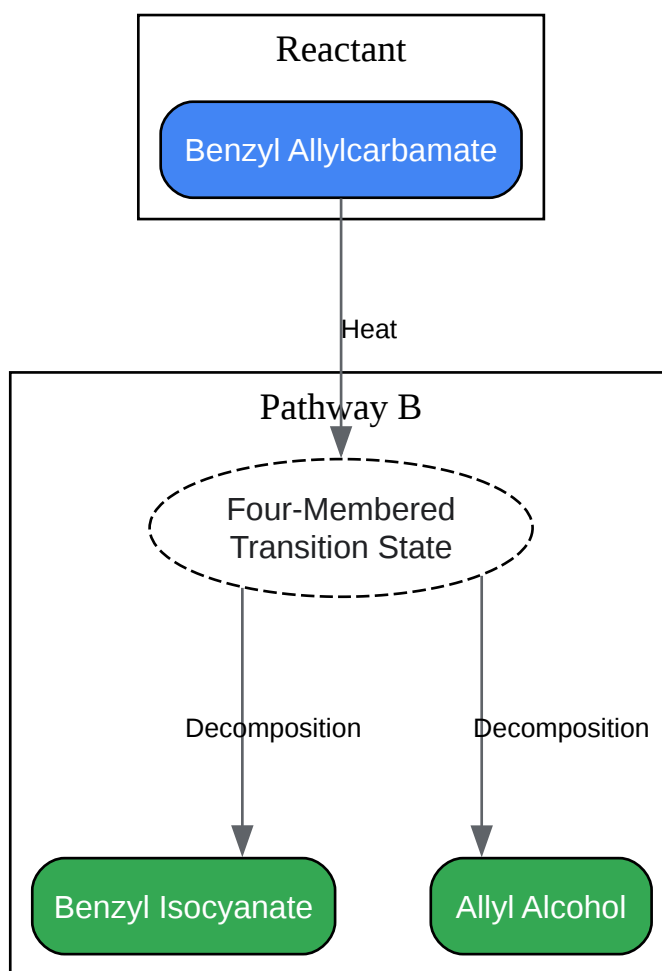 Reactant
Benzyl Allylcarbamate
Heat
Pathway B
Four-Membered
Transition State
Decomposition
Decomposition
Benzyl Isocyanate
Allyl Alcohol